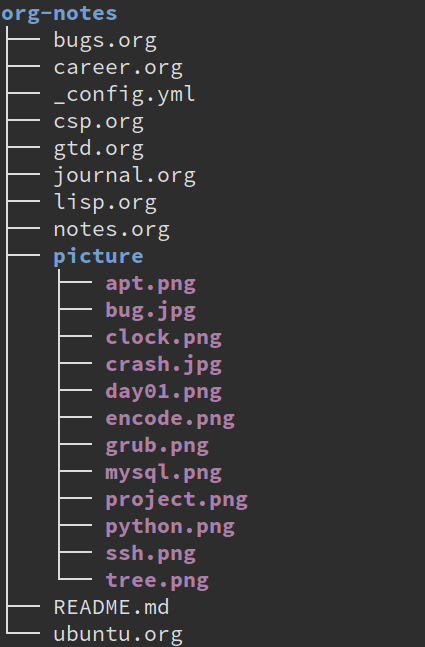 org-notes
bugs.org
career.org
_config.yml
csp.org
gtd.org
journal.org
lisp.org
notes.org
picture
apt.png
bug.jpg
clock.png
crash.jpg
day01.png
encode.png
grub.png
mysql.png
project.png
python.png
ssh.png
tree.png
README.md
ubuntu.org